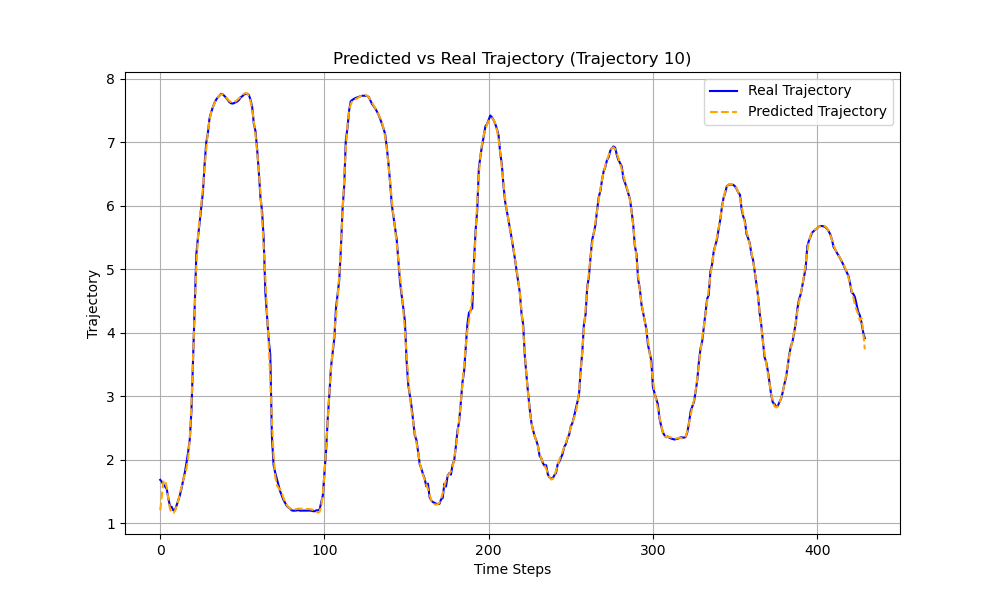 Predicted vs Real Trajectory (Trajectory 10)
Real Trajectory
Predicted Trajectory
Trajectory
8
7
6
5
4
3
2
1
0 100 200 300 400
Time Steps